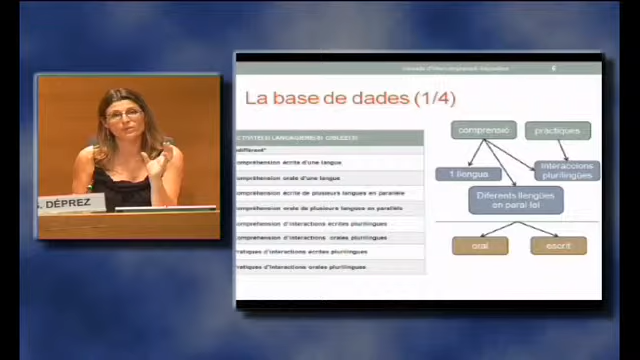 6
La base de dades (1/4)
S. DÉPREZ
indifférent*
compréhension écrite d'une langue
compréhension orale d'une langue
compréhension écrite de plusieurs langues en parallèle
compréhension orale de plusieurs langues en parallèle
compréhension d'interactions écrites plurilingues
compréhension d'interactions orales plurilingues
pratiques d'interactions écrites plurilingues
pratiques d'interactions orales plurilingues
comprensió
pràctiques
1 llengua
Interaccions
plurilingües
Diferents llengües
en paral·lel
oral
escrit